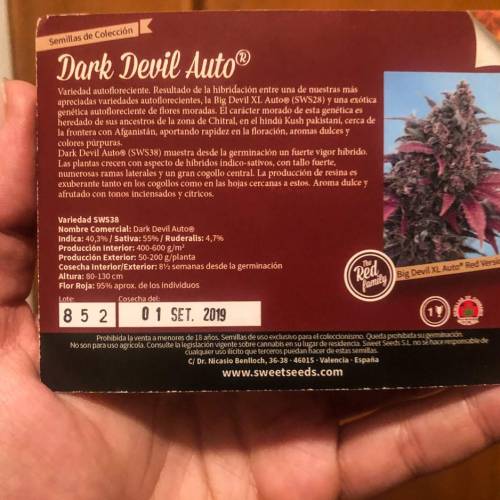 Semillas de Colección
Dark Devil Auto®
Variedad autofloreciente. Resultado de la hibridación entre una de nuestras más
apreciadas variedades autoflorecientes, la Big Devil XL Auto® (SWS28) y una exótica
genética autofloreciente de flores moradas. El carácter morado de esta genética es
heredado de sus ancestros de la zona de Chitral, en el hindú Kush pakistaní, cerca de
la frontera con Afganistán, aportando rapidez en la floración, aromas dulces y
colores púrpuras.
Dark Devil Auto® (SWS38) muestra desde la germinación un fuerte vigor híbrido.
Las plantas crecen con aspecto de híbridos indico-sativos, con tallo fuerte,
numerosas ramas laterales y un gran cogollo central. La producción de resina es
exuberante tanto en los cogollos como en las hojas cercanas a estos. Aroma dulce y
afrutado con tonos inciensados y cítricos.
Variedad SWS38
Nombre Comercial: Dark Devil Auto®
Indica: 40,3% / Sativa: 55% / Ruderalis: 4,7%
Producción Interior: 400-600 g/m²
Producción Exterior: 50-200 g/planta
Cosecha Interior/Exterior: 8½ semanas desde la germinación
Altura: 80-130 cm
Flor Roja: 95% aprox. de los individuos
The
Red
family
Big Devil XL Auto® Red Versio
Lote: Cosecha del:
852 01 SET. 2019
1
Prohibida la venta a menores de 18 años. Semillas de uso exclusivo para el coleccionismo. Queda prohibida su germinación.
No son para uso agrícola. Consulte la legislación vigente sobre cannabis en su lugar de residencia. Sweet Seeds S.L. no se hace responsable de
cualquier uso ilícito que terceros puedan hacer de estas semillas.
C/ Dr. Nicasio Benlloch, 36-38 · 46015 · Valencia · España
www.sweetseeds.com